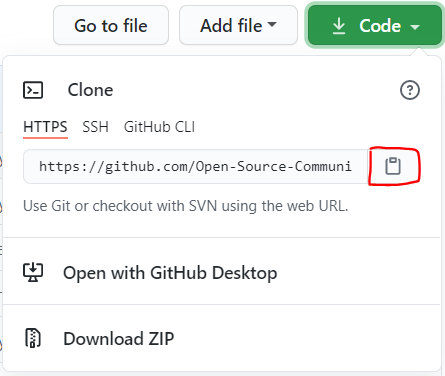 Go to file Add file Code
Clone
HTTPS SSH GitHub CLI
https://github.com/Open-Source-Communi
Use Git or checkout with SVN using the web URL.
Open with GitHub Desktop
Download ZIP